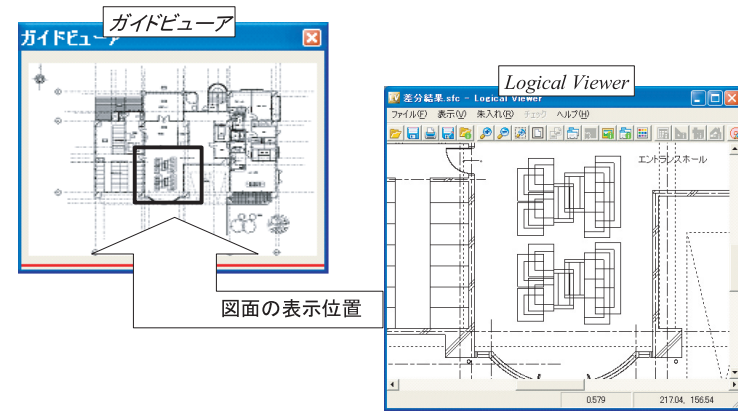 ガイドビューア
ガイドビューア
図面の表示位置
Logical Viewer
差分結果.sfc - Logical Viewer
ファイル(F) 表示(V) 朱入れ(R) チェック ヘルプ(H)
エントランスホール
0.579 217.04, 156.54